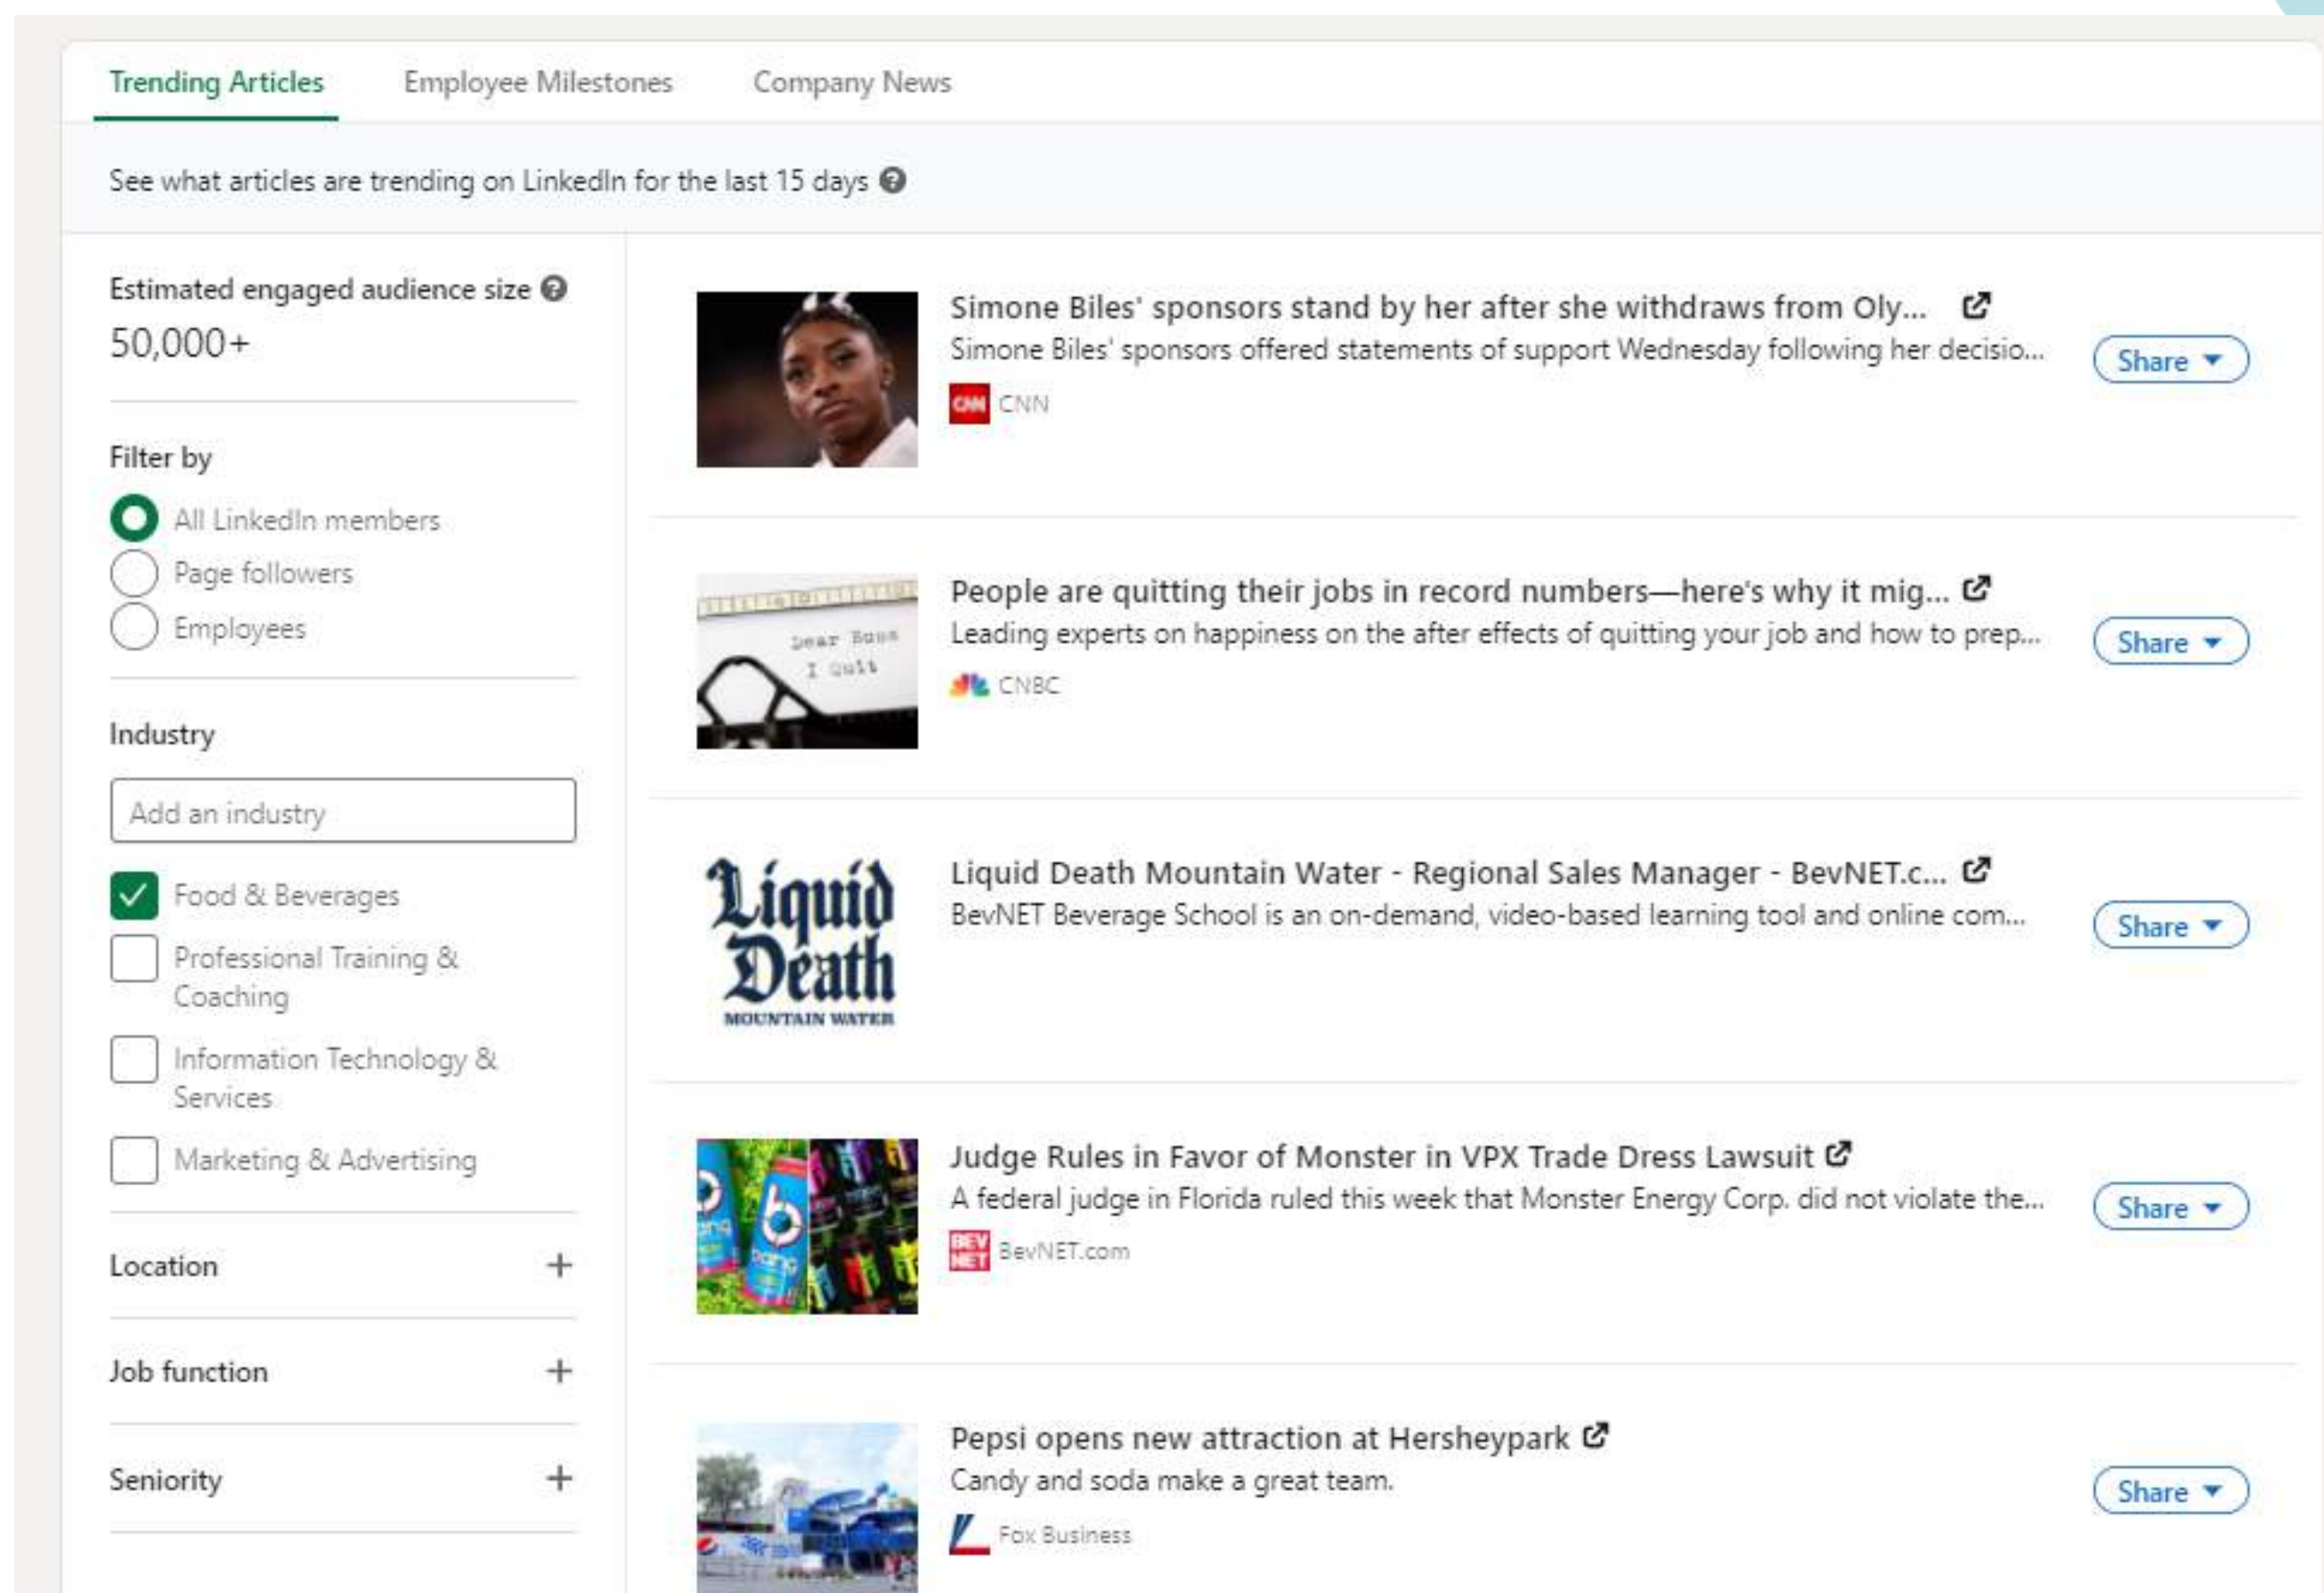 Trending Articles Employee Milestones Company News
See what articles are trending on LinkedIn for the last 15 days
Estimated engaged audience size
50,000+
Filter by
All LinkedIn members
Page followers
Employees
Industry
Add an industry
Food & Beverages
Professional Training &
Coaching
Information Technology &
Services
Marketing & Advertising
Location
Job function
Seniority
Simone Biles' sponsors stand by her after she withdraws from Oly...
Simone Biles' sponsors offered statements of support Wednesday following her decisio...
CNN CNN
Share
Dear Boss
I Quit
People are quitting their jobs in record numbers—here's why it mig...
Leading experts on happiness on the after effects of quitting your job and how to prep...
CNBC
Share
Liquid
Death
MOUNTAIN WATER
Liquid Death Mountain Water - Regional Sales Manager - BevNET.c...
BevNET Beverage School is an on-demand, video-based learning tool and online com...
Share
bang
Judge Rules in Favor of Monster in VPX Trade Dress Lawsuit
A federal judge in Florida ruled this week that Monster Energy Corp. did not violate the...
BEV
NET
BevNET.com
Share
Pepsi opens new attraction at Hersheypark
Candy and soda make a great team.
Fox Business
Share